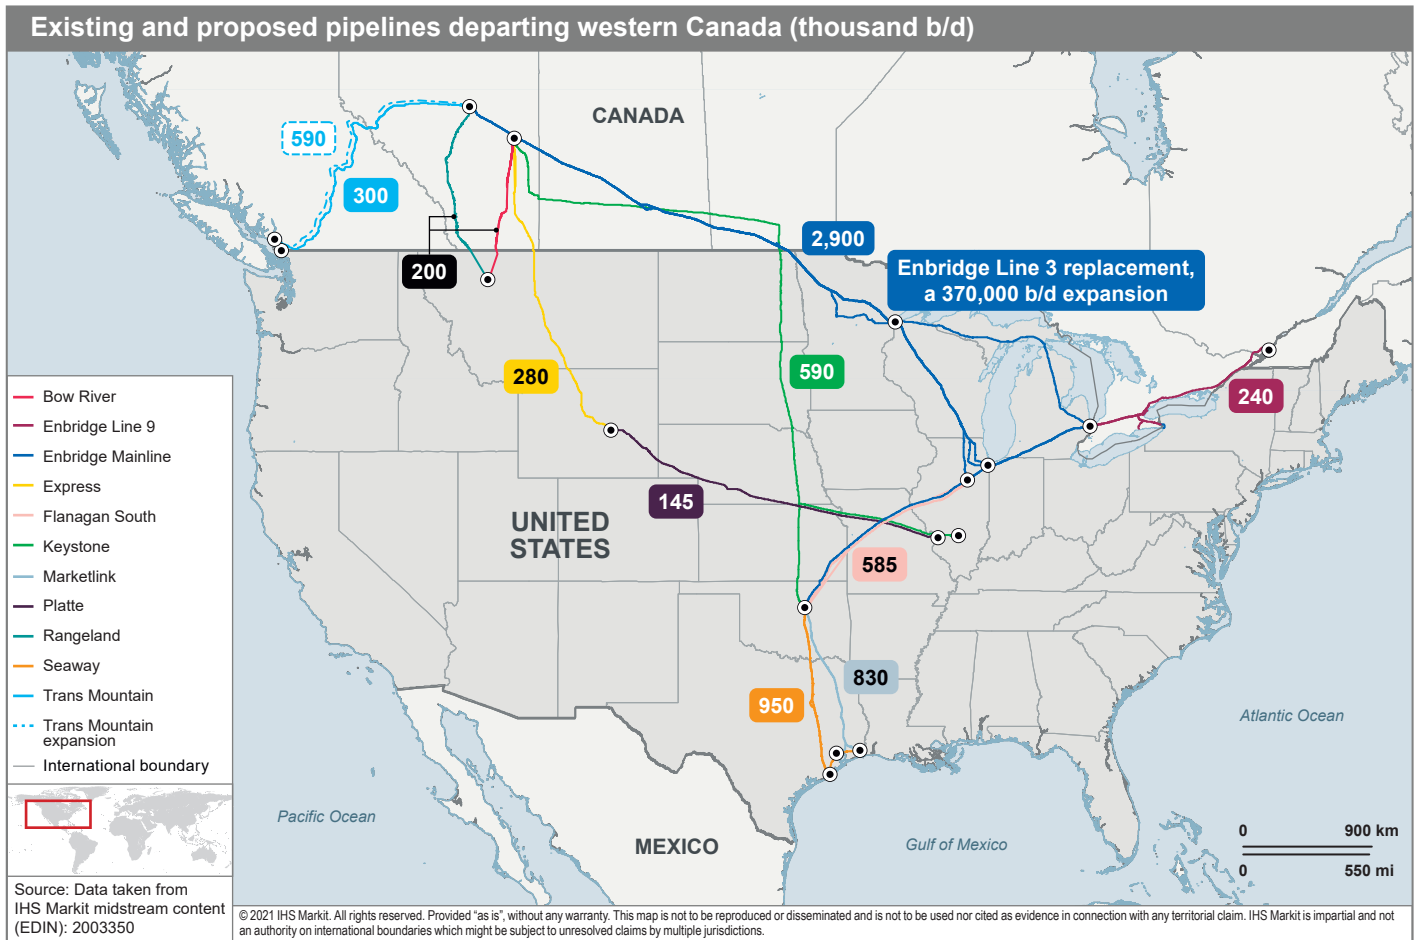 Existing and proposed pipelines departing western Canada (thousand b/d)
CANADA
590
300
200
2,900
Enbridge Line 3 replacement,
a 370,000 b/d expansion
280
590
240
145
UNITED
STATES
585
830
950
Atlantic Ocean
Pacific Ocean
MEXICO
Gulf of Mexico
0 900 km
0 550 mi
Bow River
Enbridge Line 9
Enbridge Mainline
Express
Flanagan South
Keystone
Marketlink
Platte
Rangeland
Seaway
Trans Mountain
Trans Mountain
expansion
International boundary
Source: Data taken from
IHS Markit midstream content
(EDIN): 2003350
© 2021 IHS Markit. All rights reserved. Provided “as is”, without any warranty. This map is not to be reproduced or disseminated and is not to be used nor cited as evidence in connection with any territorial claim. IHS Markit is impartial and not
an authority on international boundaries which might be subject to unresolved claims by multiple jurisdictions.